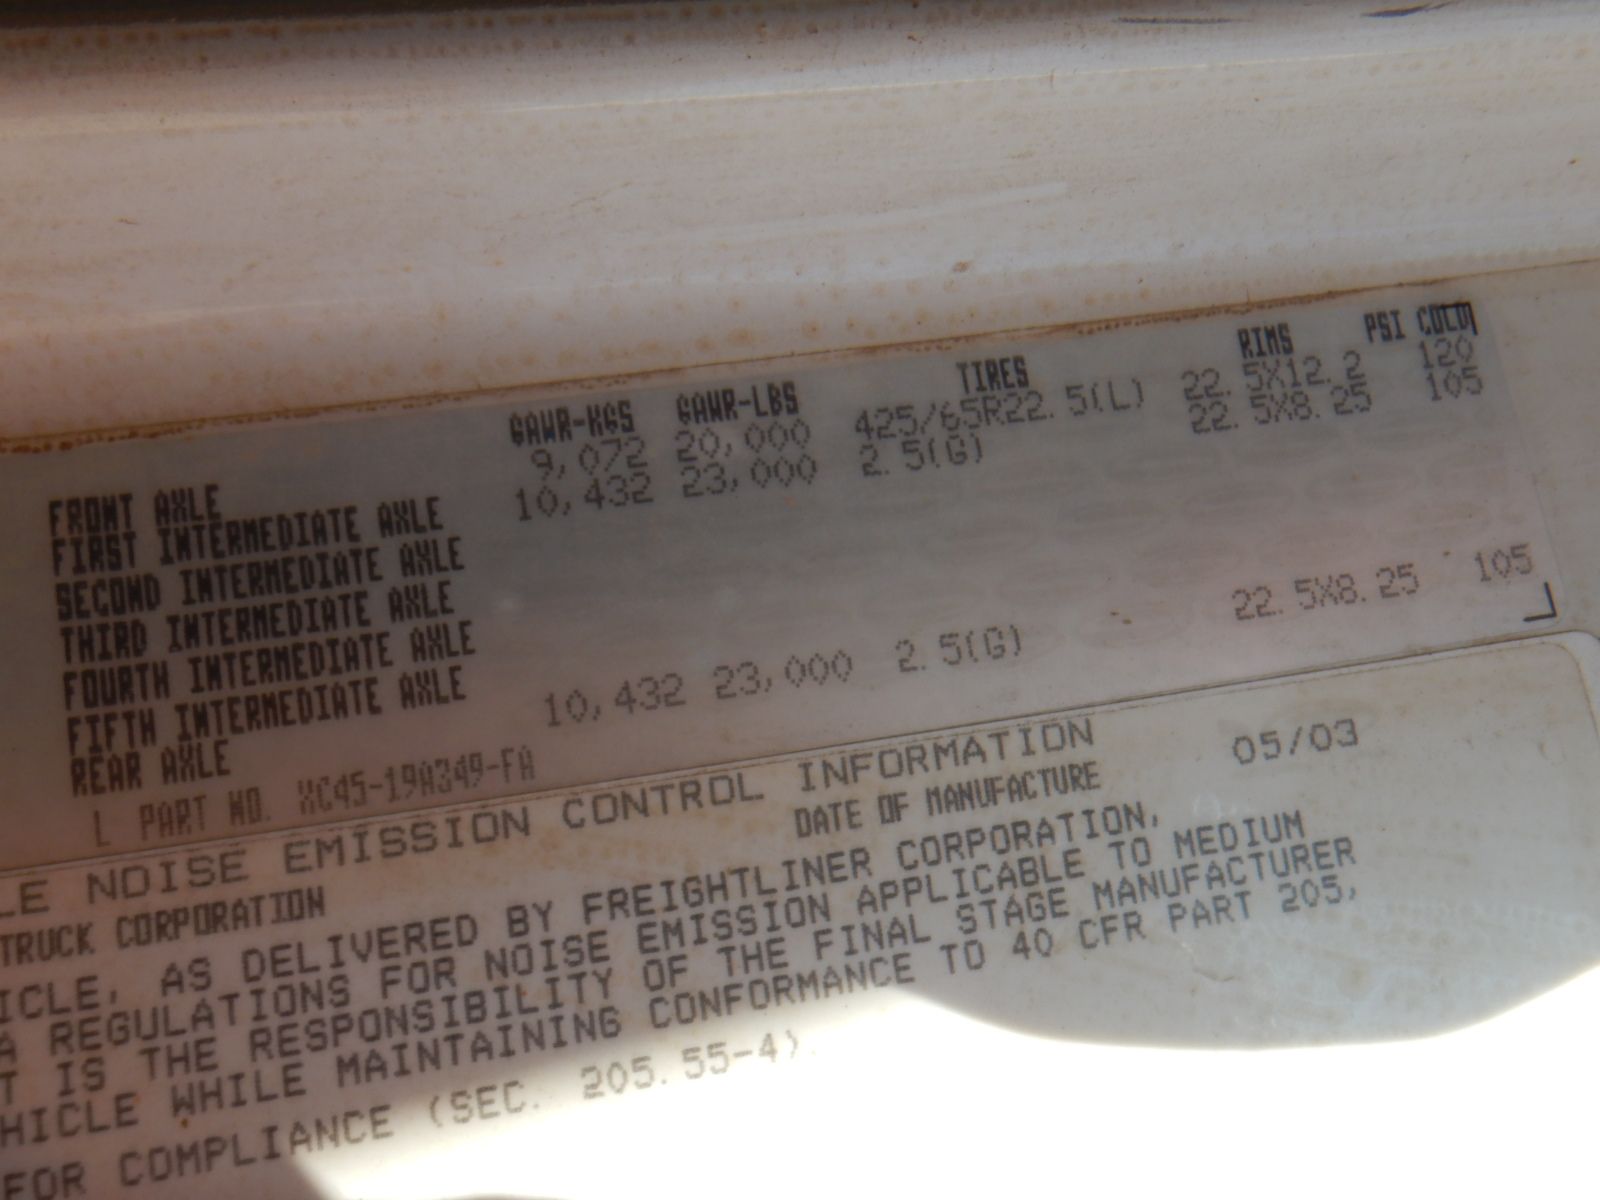 GAWR-KGS GAWR-LBS TIRES RIMS PSI COLD
FRONT AXLE 9,072 20,000 425/65R22.5(L) 22.5X12.2 120
FIRST INTERMEDIATE AXLE 10,432 23,000 2.5(G) 22.5X8.25 105
SECOND INTERMEDIATE AXLE
THIRD INTERMEDIATE AXLE
FOURTH INTERMEDIATE AXLE
FIFTH INTERMEDIATE AXLE
REAR AXLE 10,432 23,000 2.5(G) 22.5X8.25 105
PART NO. XC45-19A349-FA
LE NOISE EMISSION CONTROL INFORMATION
TRUCK CORPORATION DATE OF MANUFACTURE 05/03
ICLE, AS DELIVERED BY FREIGHTLINER CORPORATION,
A REGULATIONS FOR NOISE EMISSION APPLICABLE TO MEDIUM
T IS THE RESPONSIBILITY OF THE FINAL STAGE MANUFACTURER
HICLE WHILE MAINTAINING CONFORMANCE TO 40 CFR PART 205,
FOR COMPLIANCE (SEC. 205.55-4).